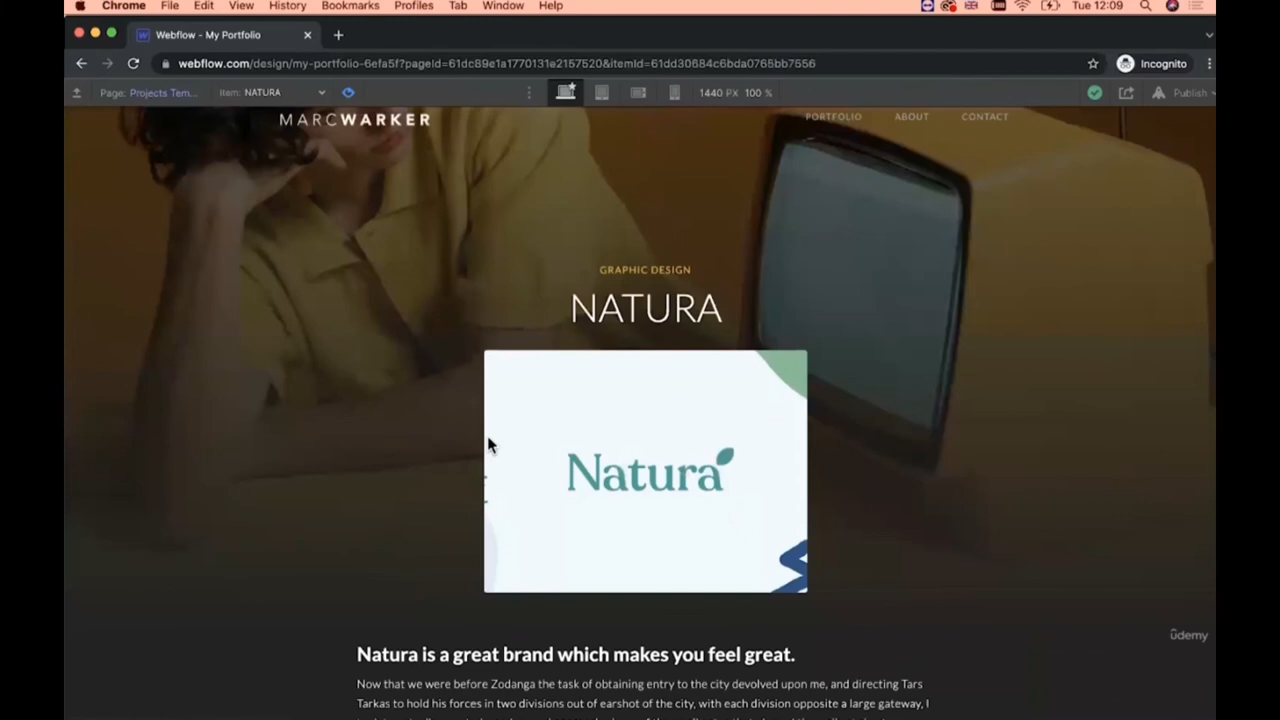 Chrome File Edit View History Bookmarks Profiles Tab Window Help Tue 12:09
Webflow - My Portfolio
webflow.com/design/my-portfolio-6efa5f?pageId=61dc89e1a1770131e2157520&itemId=61dd30684c6bda0765bb7556 Incognito
Page: Projects Tem... Item: NATURA 1440 PX 100 % Publish
MARCWARKER PORTFOLIO ABOUT CONTACT
GRAPHIC DESIGN
NATURA
Natura
ûdemy
Natura is a great brand which makes you feel great.
Now that we were before Zodanga the task of obtaining entry to the city devolved upon me, and directing Tars
Tarkas to hold his forces in two divisions out of earshot of the city, with each division opposite a large gateway, I